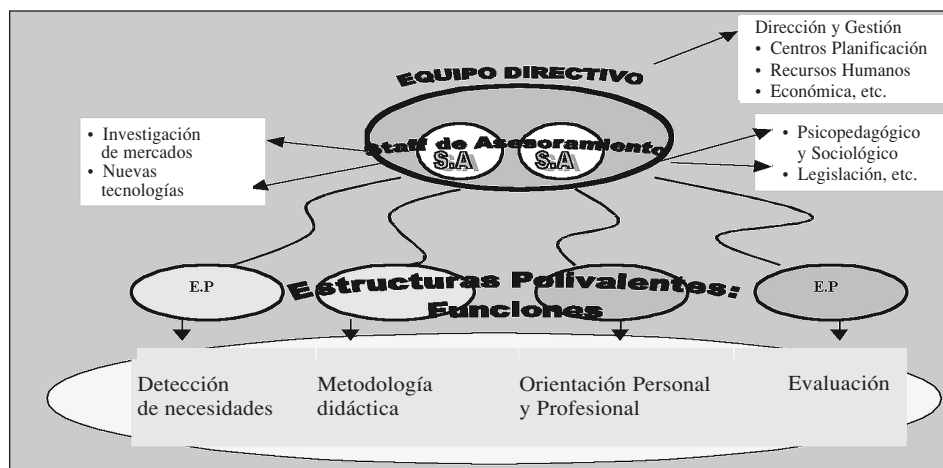 Dirección y Gestión
• Centros Planificación
• Recursos Humanos
• Económica, etc.
EQUIPO DIRECTIVO
• Investigación
de mercados
• Nuevas
tecnologías
Staff de Asesoramiento
S.A
S.A
• Psicopedagógico
y Sociológico
• Legislación, etc.
E.P
Estructuras Polivalentes:
Funciones
E.P
Detección
de necesidades
Metodología
didáctica
Orientación Personal
y Profesional
Evaluación